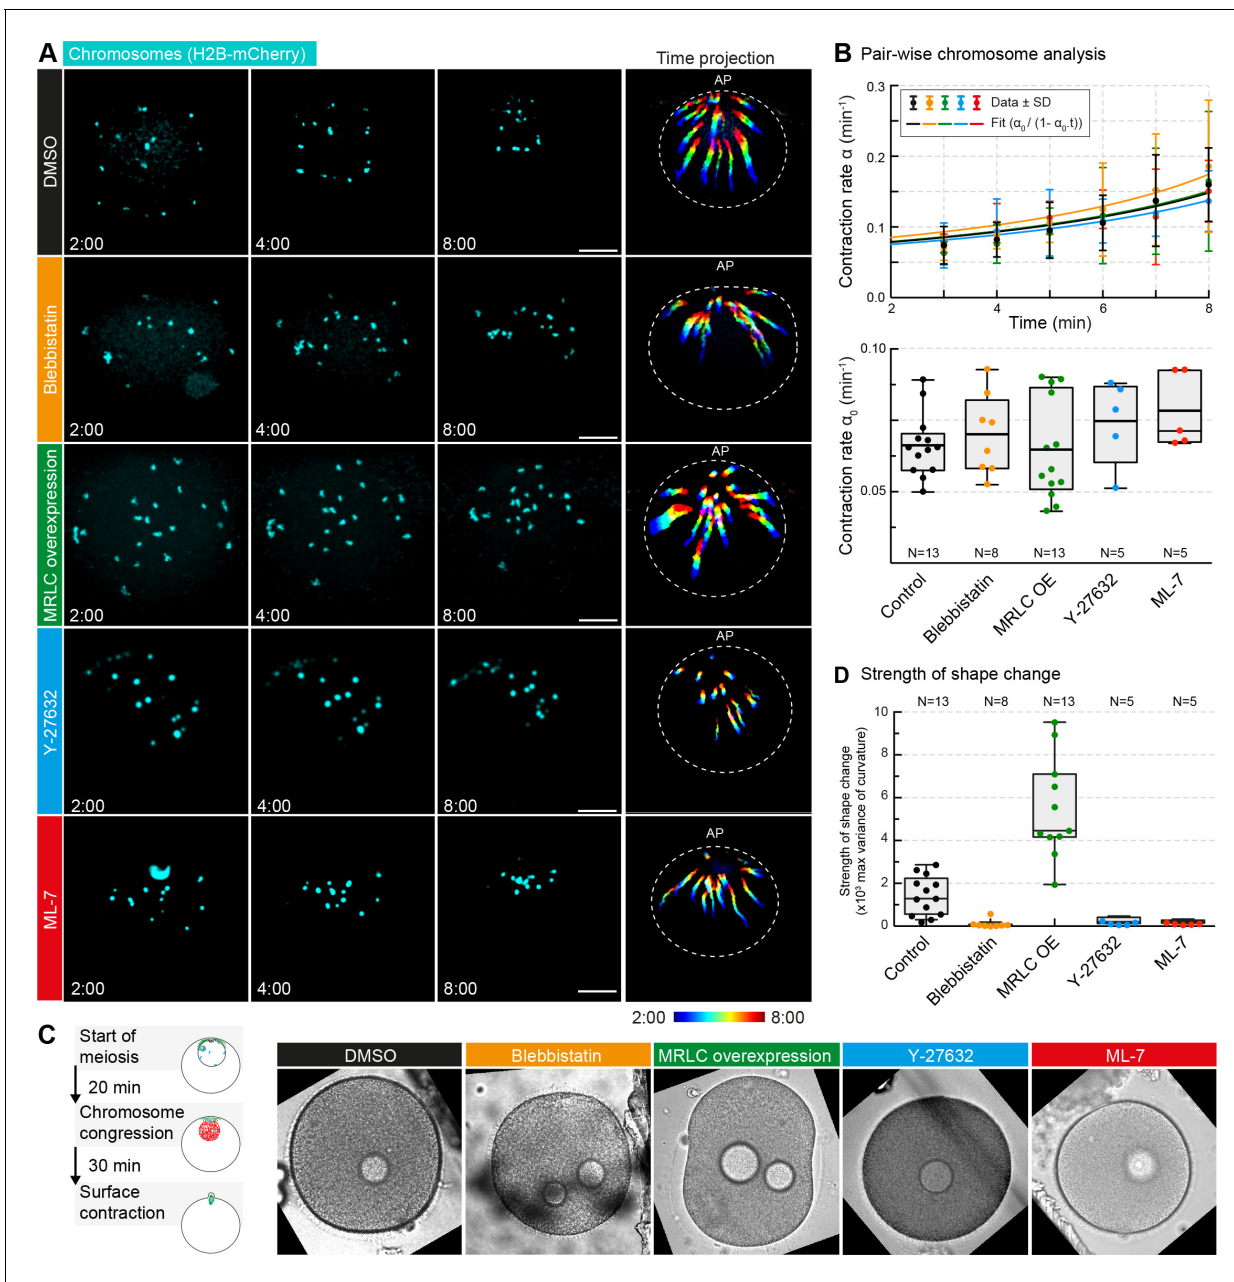 A Chromosomes (H2B-mCherry)
Time projection
DMSO
2:00
4:00
8:00
AP
Blebbistatin
2:00
4:00
8:00
AP
MRLC overexpression
2:00
4:00
8:00
AP
Y-27632
2:00
4:00
8:00
AP
ML-7
2:00
4:00
8:00
AP
2:00 8:00
B Pair-wise chromosome analysis
Contraction rate α (min⁻¹)
0.3
0.2
0.1
0.0
Data ± SD
Fit (α₀/ (1- α₀.t))
2 4 6 8
Time (min)
Contraction rate α₀ (min⁻¹)
0.10
0.05
N=13 N=8 N=13 N=5 N=5
Control
Blebbistatin
MRLC OE
Y-27632
ML-7
D Strength of shape change
N=13 N=8 N=13 N=5 N=5
Strength of shape change
(x10³ max variance of curvature)
10
8
6
4
2
0
Control
Blebbistatin
MRLC OE
Y-27632
ML-7
C Start of
meiosis
20 min
Chromosome
congression
30 min
Surface
contraction
DMSO
Blebbistatin
MRLC overexpression
Y-27632
ML-7